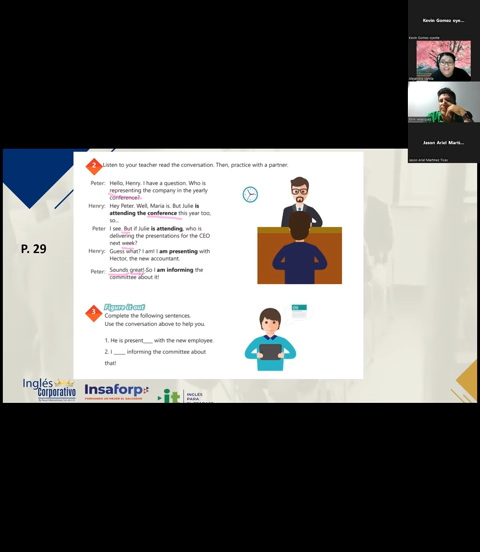 Kevin Gomez oye...
Kevin Gomez oyente
Jason Ariel Marti...
Jason Ariel Martinez Ticas
P. 29
2 Listen to your teacher read the conversation. Then, practice with a partner.
Peter: Hello, Henry. I have a question. Who is
representing the company in the yearly
conference?
Henry: Hey Peter. Well, Maria is. But Julie is
attending the conference this year too;
so...
Peter I see. But if Julie is attending, who is
delivering the presentations for the CEO
next week?
Henry: Guess what? I am! I am presenting with
Hector, the new accountant.
Peter: Sounds great! So I am informing the
committee about it!
3 Figure it out
Complete the following sentences.
Use the conversation above to help you.
1. He is present___ with the new employee.
2. I ____ informing the committee about
that!
Inglés
Corporativo
Insaforp
it
INGLÉS
PARA